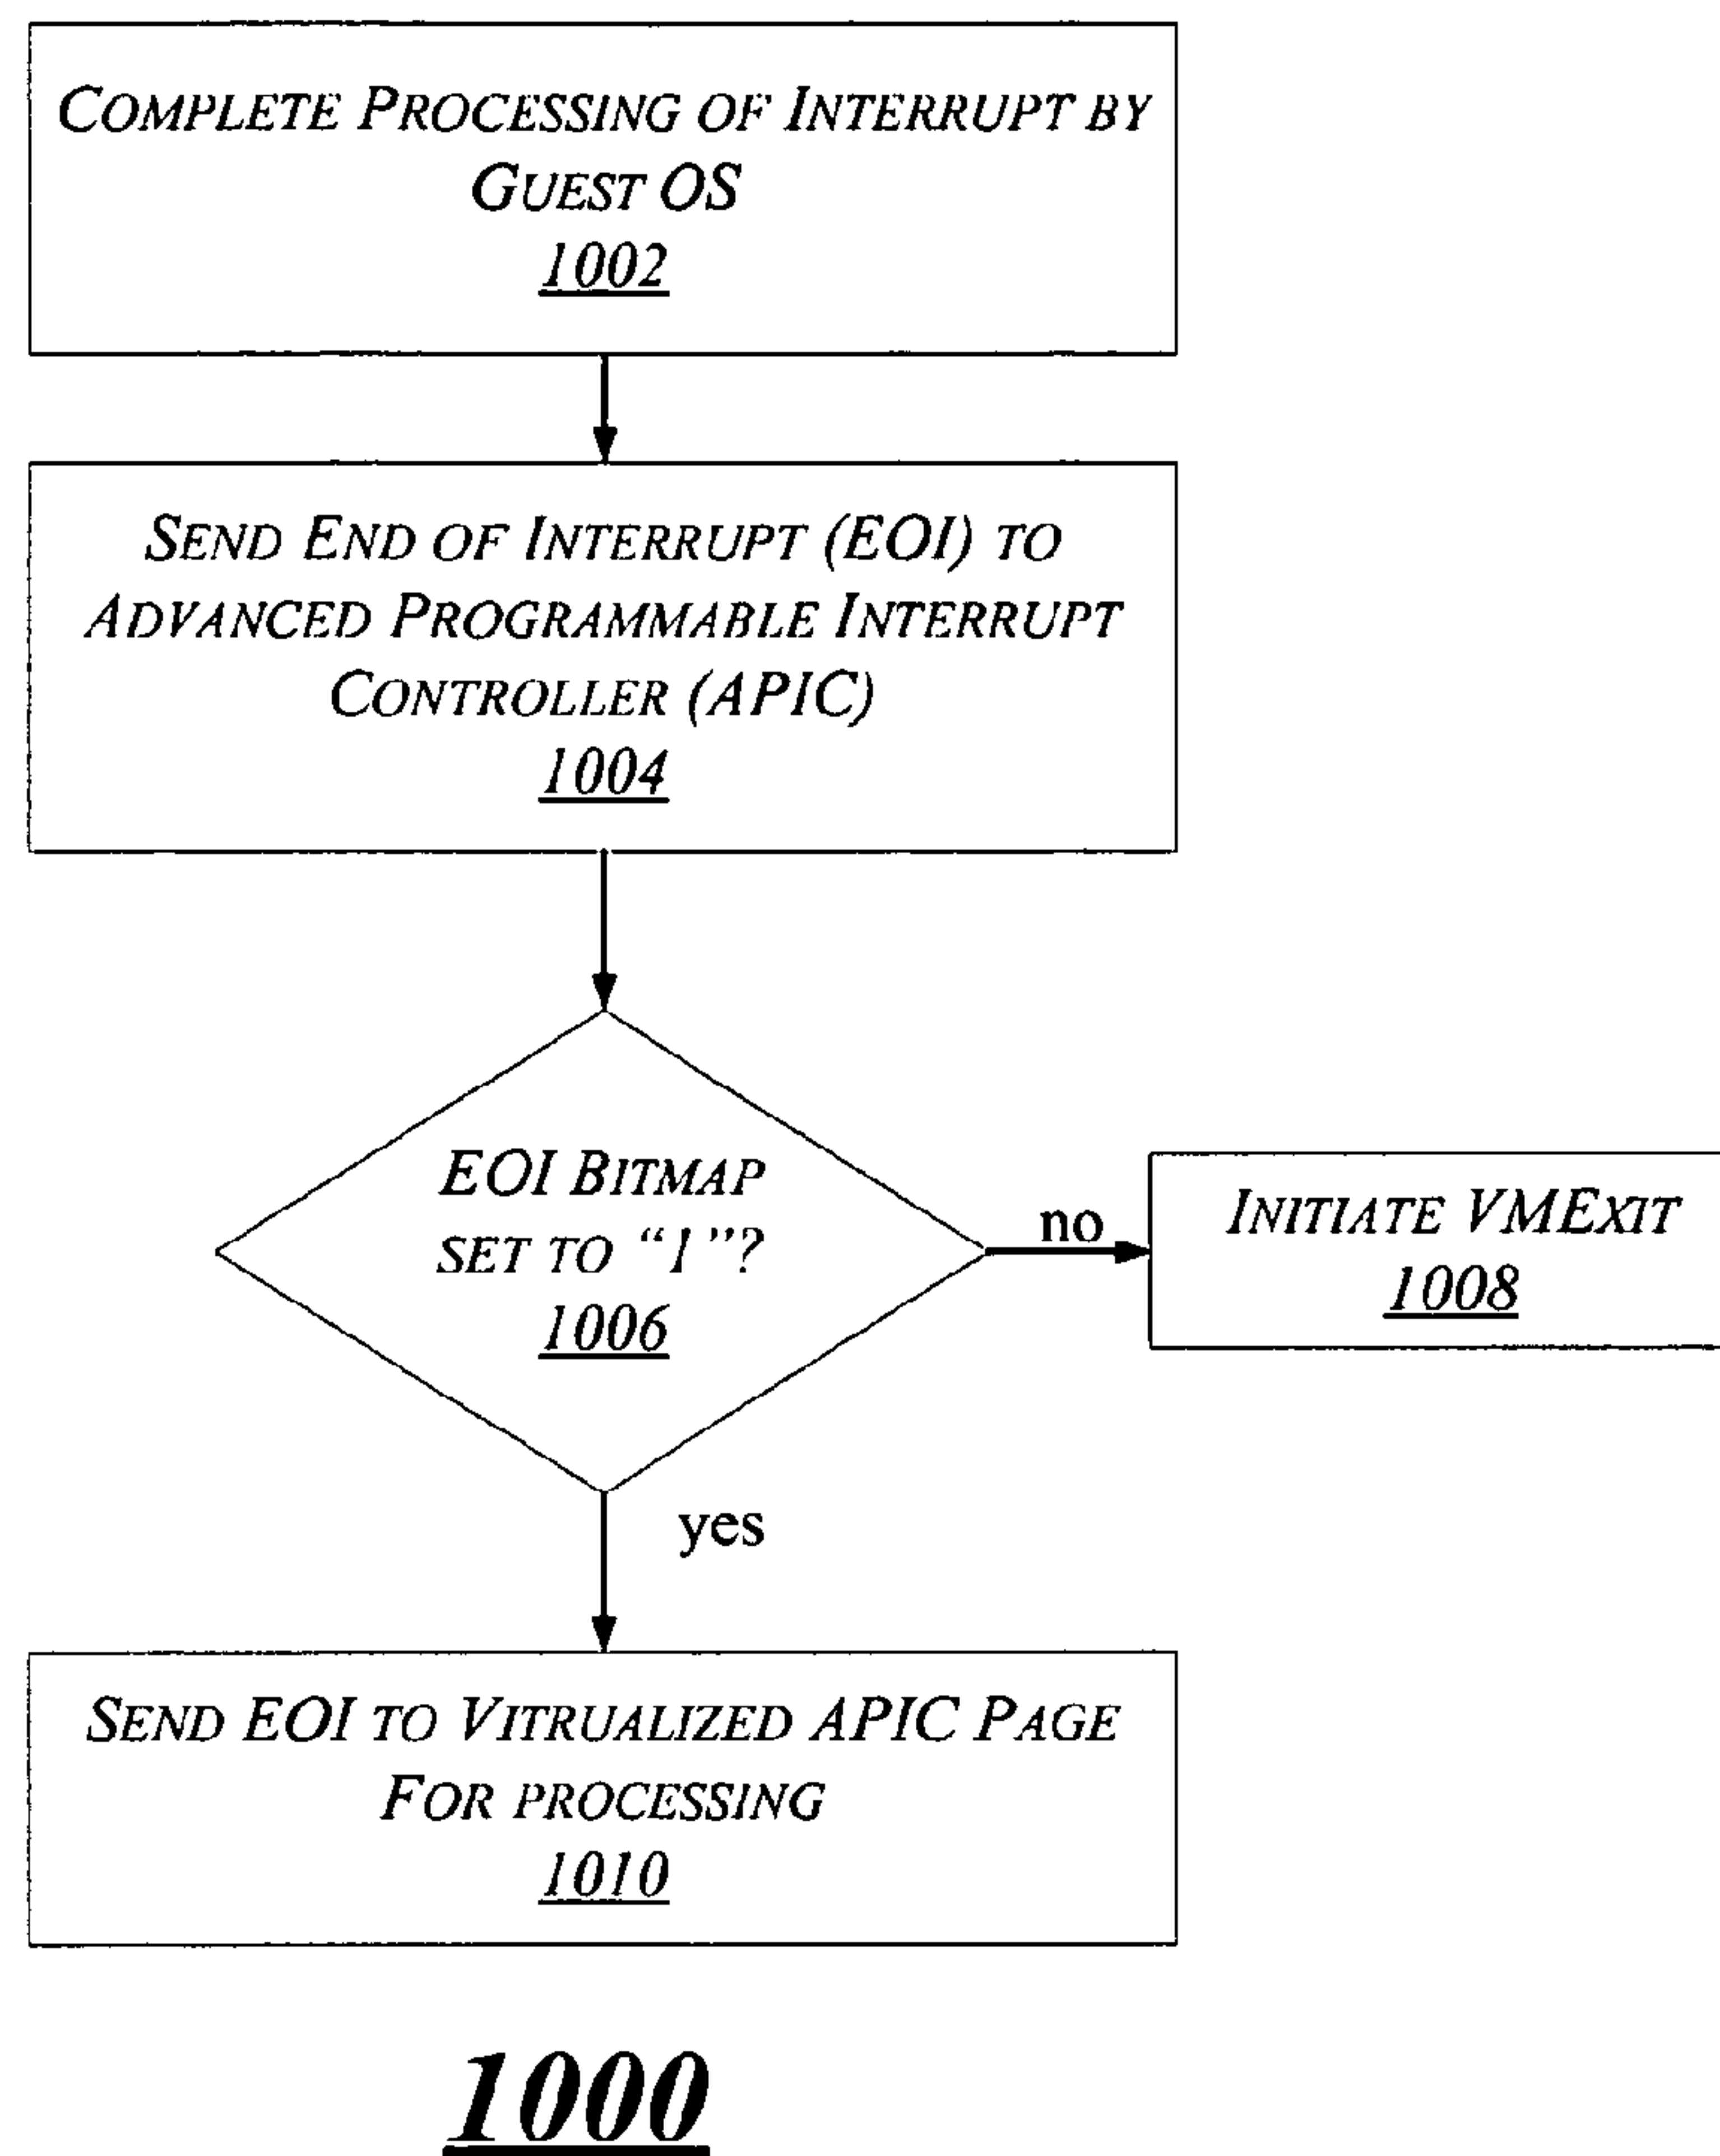 COMPLETE PROCESSING OF INTERRUPT BY
GUEST OS
1002
SEND END OF INTERRUPT (EOI) TO
ADVANCED PROGRAMMABLE INTERRUPT
CONTROLLER (APIC)
1004
EOI BITMAP
SET TO “1”?
1006
no
INITIATE VMEXIT
1008
yes
SEND EOI TO VITRUALIZED APIC PAGE
FOR PROCESSING
1010
1000